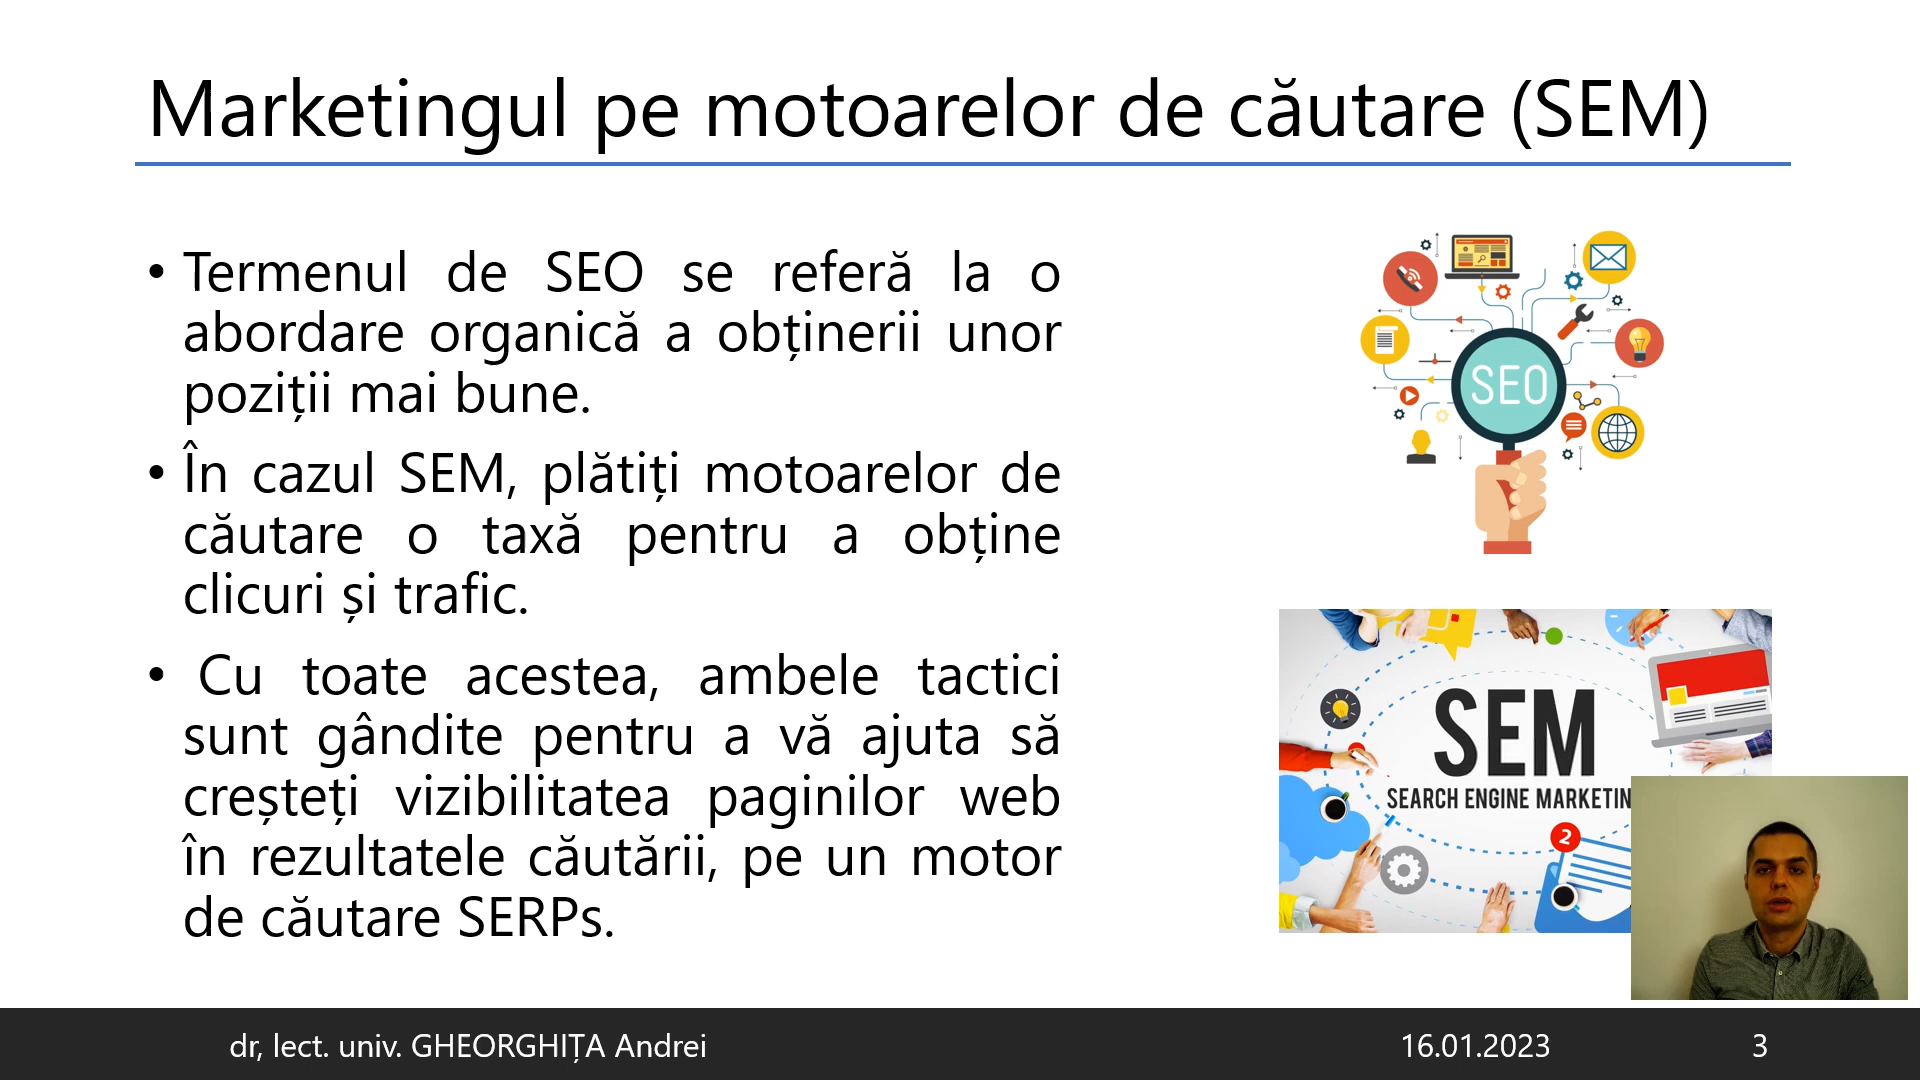 Marketingul pe motoarelor de căutare (SEM)
• Termenul de SEO se referă la o
abordare organică a obținerii unor
poziții mai bune.
• În cazul SEM, plătiți motoarelor de
căutare o taxă pentru a obține
clicuri și trafic.
• Cu toate acestea, ambele tactici
sunt gândite pentru a vă ajuta să
creșteți vizibilitatea paginilor web
în rezultatele căutării, pe un motor
de căutare SERPs.
SEO
SEM
SEARCH ENGINE MARKETIN
2
dr, lect. univ. GHEORGHIȚA Andrei
16.01.2023
3